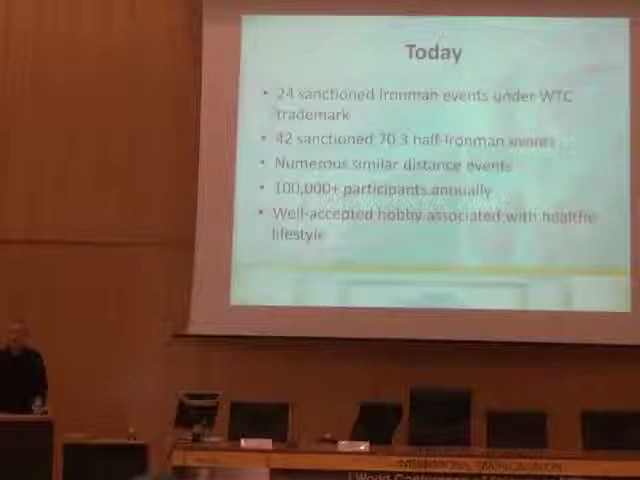 Today
• 24 sanctioned Ironman events under WTC
trademark
• 42 sanctioned 70.3 half-Ironman events
• Numerous similar distance events
• 100,000+ participants annually
• Well-accepted hobby associated with healthy
lifestyle
World